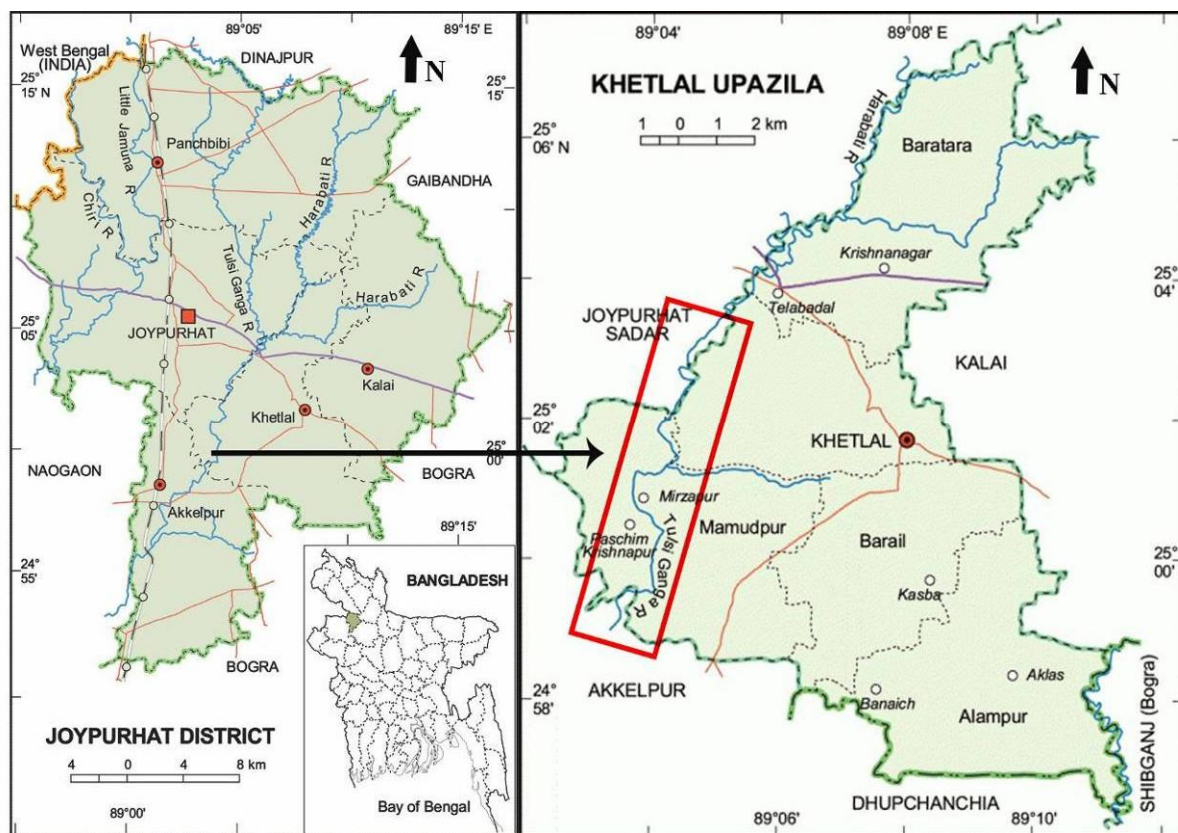 89°05'
89°15' E
West Bengal
(INDIA)
DINAJPUR
N
25°
15' N
25°
15'
Little Jamuna R
Panchbibi
Harabati R
GAIBANDHA
Chiri R
Tulsi Ganga R
Harabati R
25°
05'
JOYPURHAT
Kalai
Khetlal
25°
00'
NAOGAON
BOGRA
Akkelpur
89°15'
24°
55'
BANGLADESH
BOGRA
JOYPURHAT DISTRICT
4 0 4 8 km
Bay of Bengal
89°00'
89°04'
89°08' E
KHETLAL UPAZILA
N
1 0 1 2 km
Harabati R
25°
06' N
Baratara
Krishnanagar
25°
04'
Telabadal
JOYPURHAT
SADAR
KALAI
25°
02'
KHETLAL
Mirzapur
Mamudpur
Paschim
Krishnapur
Tulsi Ganga R
Barail
25°
00'
Kasba
AKKELPUR
24°
58'
Aklas
Banaich
Alampur
SHIBGANJ (Bogra)
DHUPCHANCHIA
89°06'
89°10'